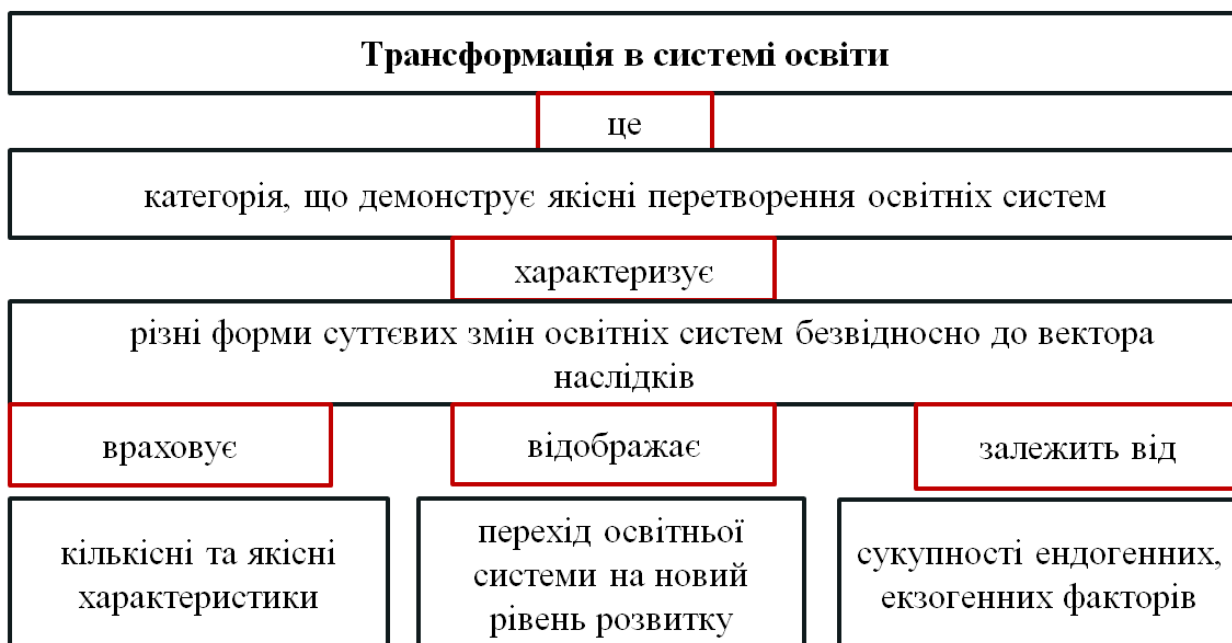 Трансформація в системі освіти
це
категорія, що демонструє якісні перетворення освітніх систем
характеризує
різні форми суттєвих змін освітніх систем безвідносно до вектора
наслідків
враховує
відображає
залежить від
кількісні та якісні
характеристики
перехід освітньої
системи на новий
рівень розвитку
сукупності ендогенних,
екзогенних факторів